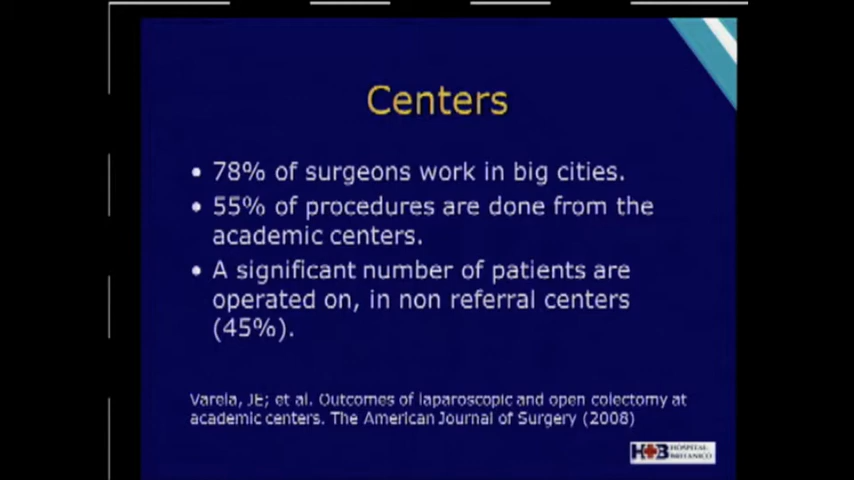 Centers
• 78% of surgeons work in big cities.
• 55% of procedures are done from the
academic centers.
• A significant number of patients are
operated on, in non referral centers
(45%).
Varela, JE; et al. Outcomes of laparoscopic and open colectomy at
academic centers. The American Journal of Surgery (2008)
HB HOSPITAL
BRITANICO